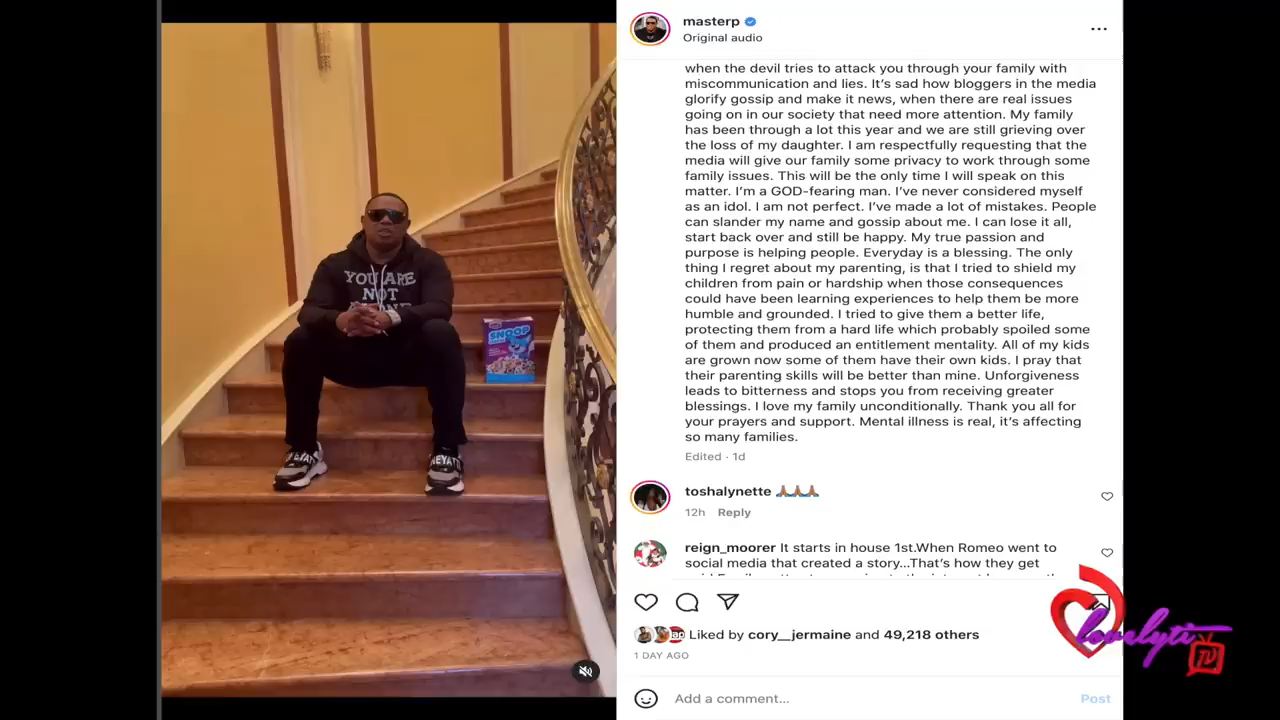 masterp
Original audio
when the devil tries to attack you through your family with
miscommunication and lies. It's sad how bloggers in the media
glorify gossip and make it news, when there are real issues
going on in our society that need more attention. My family
has been through a lot this year and we are still grieving over
the loss of my daughter. I am respectfully requesting that the
media will give our family some privacy to work through some
family issues. This will be the only time I will speak on this
matter. I'm a GOD-fearing man. I've never considered myself
as an idol. I am not perfect. I've made a lot of mistakes. People
can slander my name and gossip about me. I can lose it all,
start back over and still be happy. My true passion and
purpose is helping people. Everyday is a blessing. The only
thing I regret about my parenting, is that I tried to shield my
children from pain or hardship when those consequences
could have been learning experiences to help them be more
humble and grounded. I tried to give them a better life,
protecting them from a hard life which probably spoiled some
of them and produced an entitlement mentality. All of my kids
are grown now some of them have their own kids. I pray that
their parenting skills will be better than mine. Unforgiveness
leads to bitterness and stops you from receiving greater
blessings. I love my family unconditionally. Thank you all for
your prayers and support. Mental illness is real, it's affecting
so many families.
Edited · 1d
toshalynette 🙏🏽🙏🏽🙏🏽
12h Reply
reign_moorer It starts in house 1st.When Romeo went to
social media that created a story...That's how they get
Liked by cory__jermaine and 49,218 others
1 DAY AGO
Add a comment...
Post
YOU ARE
NOT
SNOOP
lovelyti
TV